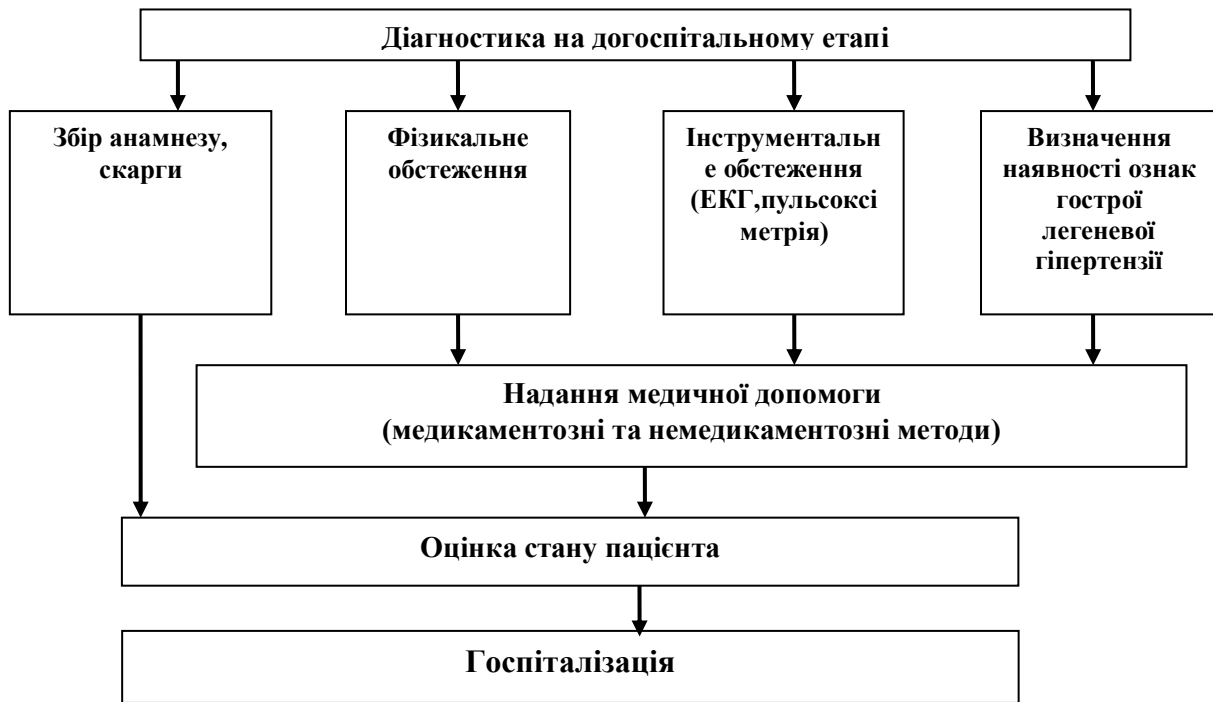 Діагностика на догоспітальному етапі
Збір анамнезу,
скарги
Фізикальне
обстеження
Інструментальн
е обстеження
(ЕКГ,пульсоксі
метрія)
Визначення
наявності ознак
гострої
легеневої
гіпертензії
Надання медичної допомоги
(медикаментозні та немедикаментозні методи)
Оцінка стану пацієнта
Госпіталізація